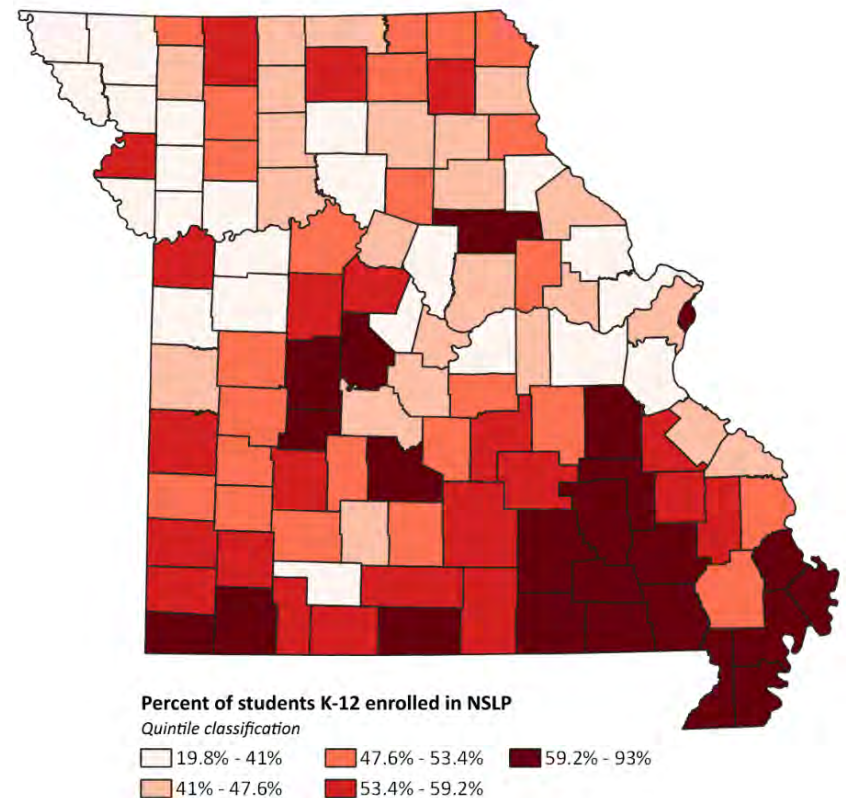 Percent of students K-12 enrolled in NSLP
Quintile classification
19.8% - 41% 47.6% - 53.4% 59.2% - 93%
41% - 47.6% 53.4% - 59.2%